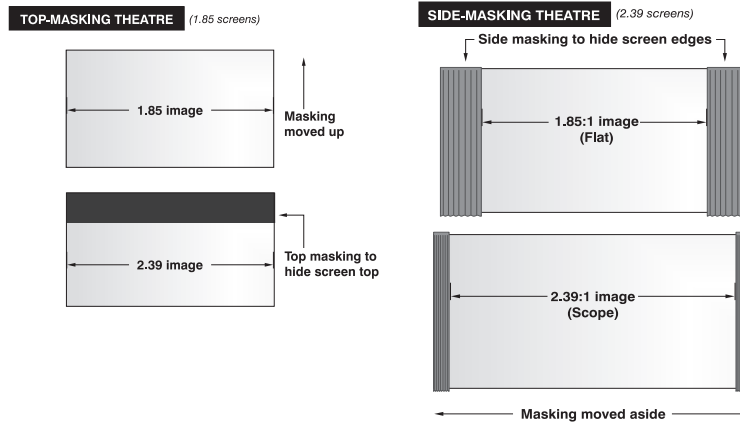 TOP-MASKING THEATRE (1.85 screens)
1.85 image
Masking
moved up
2.39 image
Top masking to
hide screen top
SIDE-MASKING THEATRE (2.39 screens)
Side masking to hide screen edges
1.85:1 image
(Flat)
2.39:1 image
(Scope)
Masking moved aside